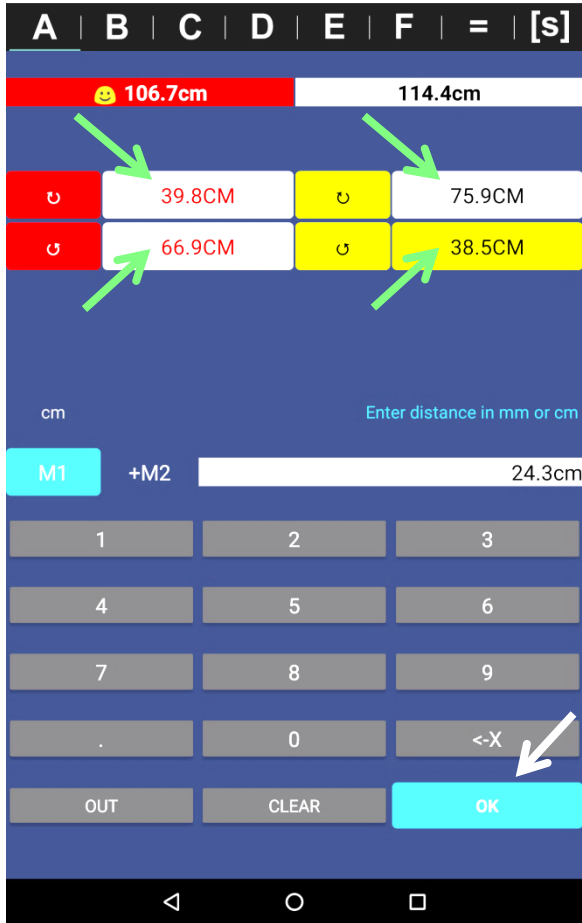 A | B | C | D | E | F | = | [s]
106.7cm 114.4cm
↻ 39.8CM ↻ 75.9CM
↺ 66.9CM ↺ 38.5CM
cm Enter distance in mm or cm
M1 +M2 24.3cm
1 2 3
4 5 6
7 8 9
. 0 <-X
OUT CLEAR OK